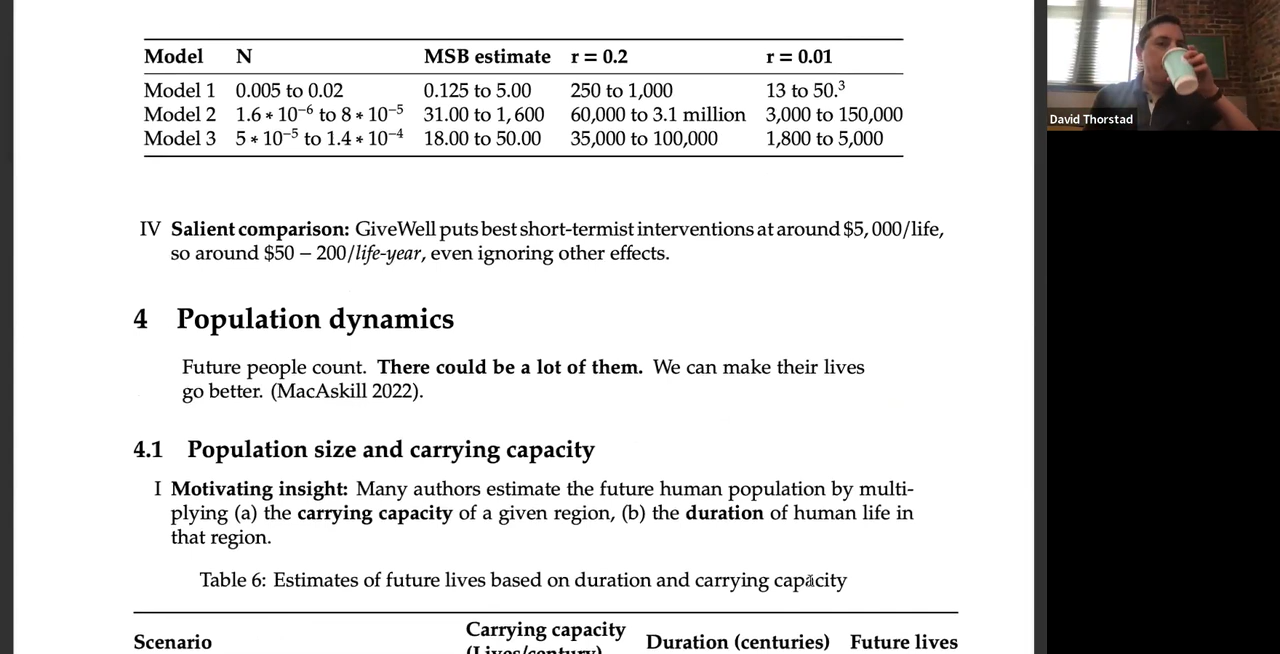 Model N MSB estimate r = 0.2 r = 0.01
Model 1 0.005 to 0.02 0.125 to 5.00 250 to 1,000 13 to 50.³
Model 2 1.6 ∗ 10⁻⁶ to 8 ∗ 10⁻⁵ 31.00 to 1,600 60,000 to 3.1 million 3,000 to 150,000
Model 3 5 ∗ 10⁻⁵ to 1.4 ∗ 10⁻⁴ 18.00 to 50.00 35,000 to 100,000 1,800 to 5,000
David Thorstad
IV Salient comparison: GiveWell puts best short-termist interventions at around $5,000/life,
so around $50 − 200/life-year, even ignoring other effects.
4 Population dynamics
Future people count. There could be a lot of them. We can make their lives
go better. (MacAskill 2022).
4.1 Population size and carrying capacity
I Motivating insight: Many authors estimate the future human population by multi-
plying (a) the carrying capacity of a given region, (b) the duration of human life in
that region.
Table 6: Estimates of future lives based on duration and carrying capacity
Scenario Carrying capacity Duration (centuries) Future lives
(Lives/century)